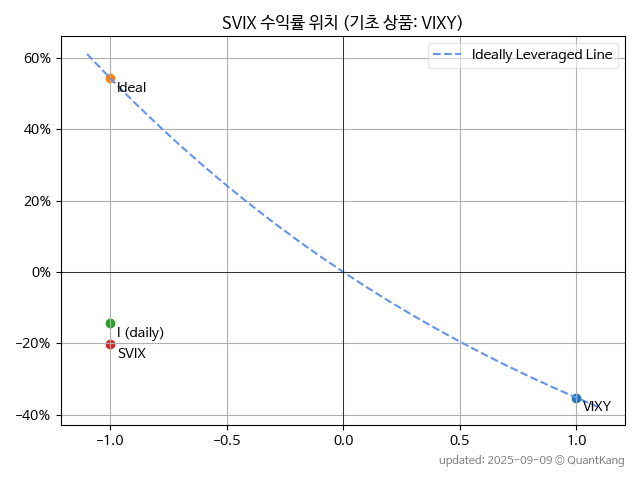 SVIX 수익률 위치 (기초 상품: VIXY)
Ideally Leveraged Line
60%
Ideal
40%
20%
0%
I (daily)
−20%
SVIX
VIXY
−40%
−1.0
−0.5
0.0
0.5
1.0
updated: 2025-09-09 © QuantKang